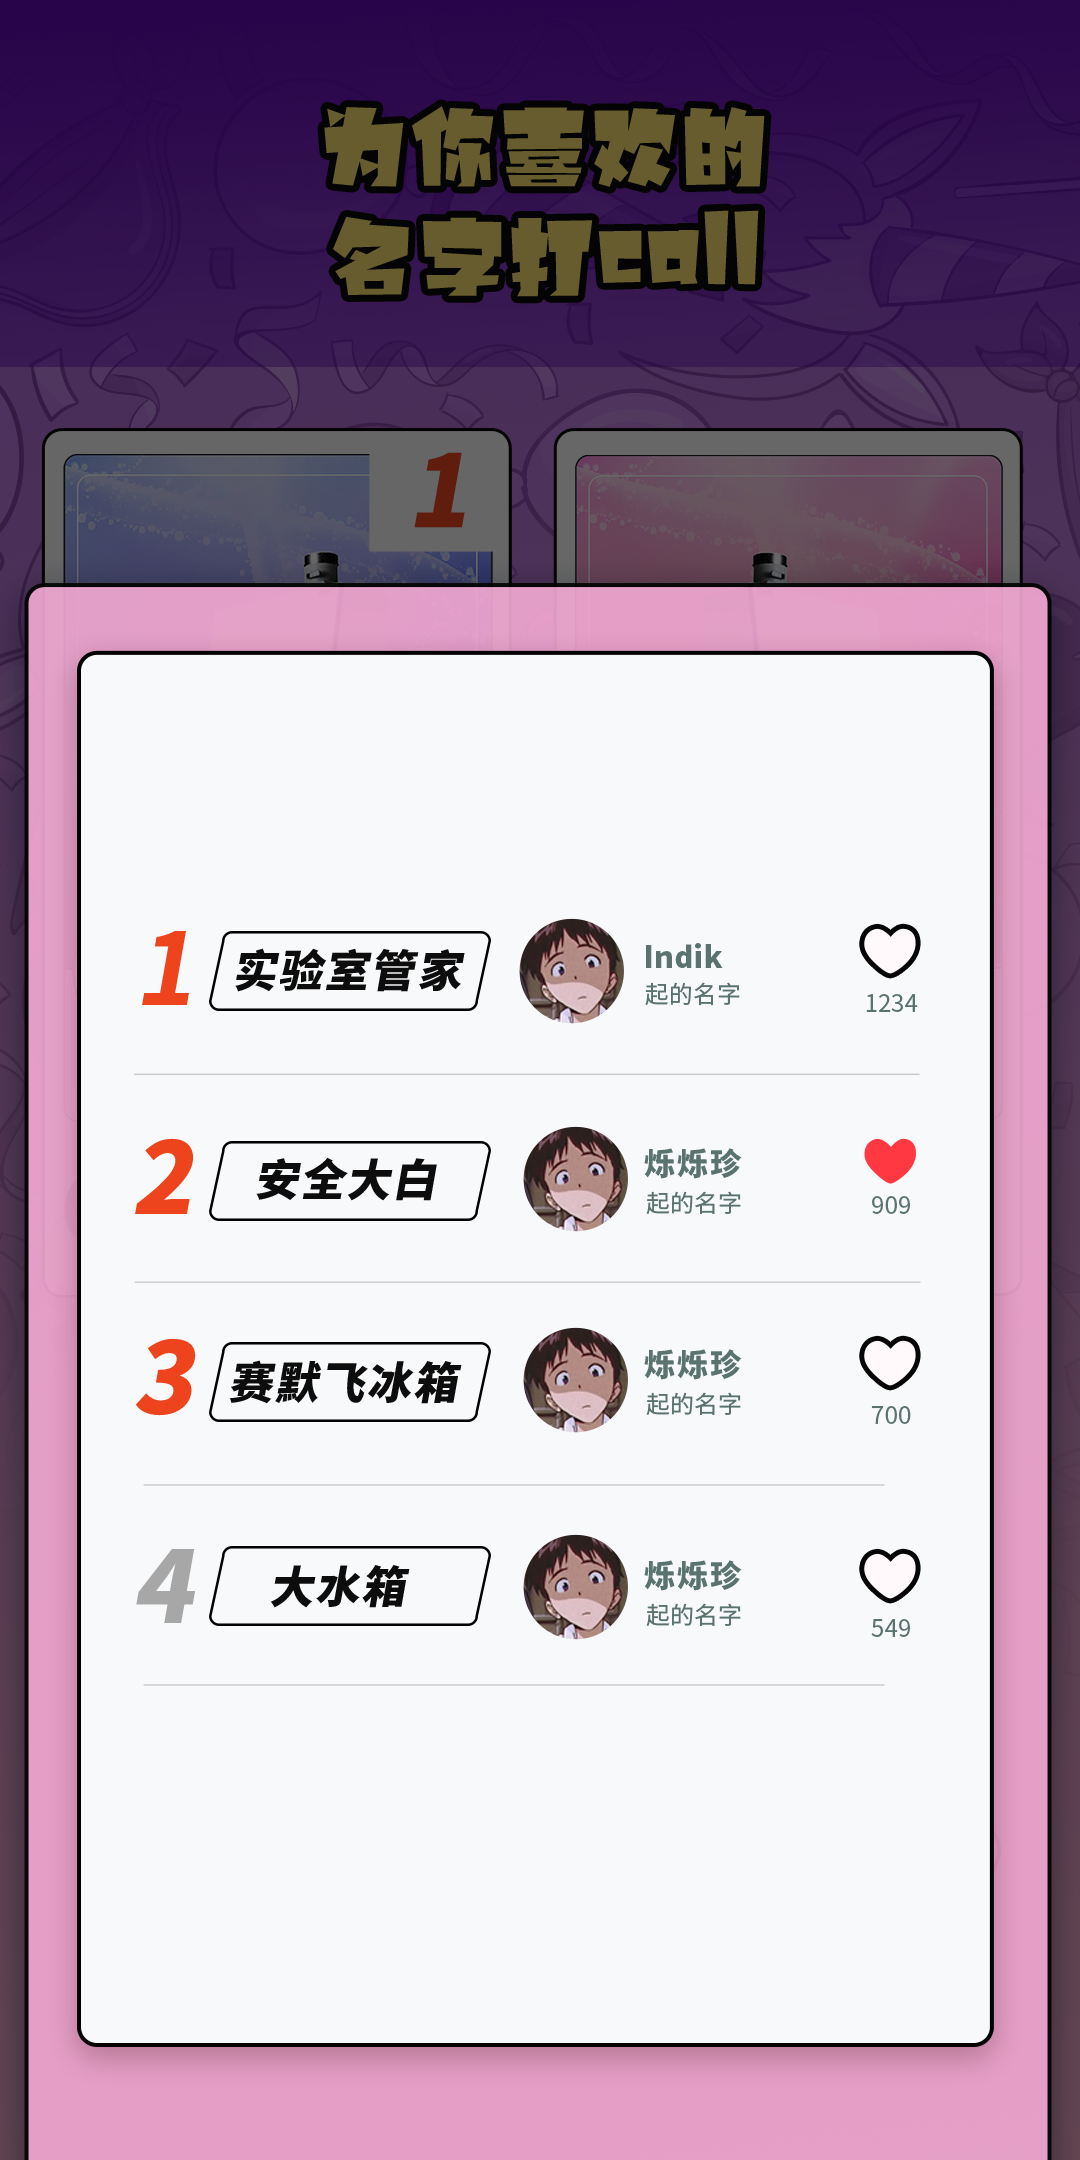 为你喜欢的
名字打call
1
1 实验室管家 Indik
起的名字 1234
2 安全大白 烁烁珍
起的名字 909
3 赛默飞冰箱 烁烁珍
起的名字 700
4 大水箱 烁烁珍
起的名字 549